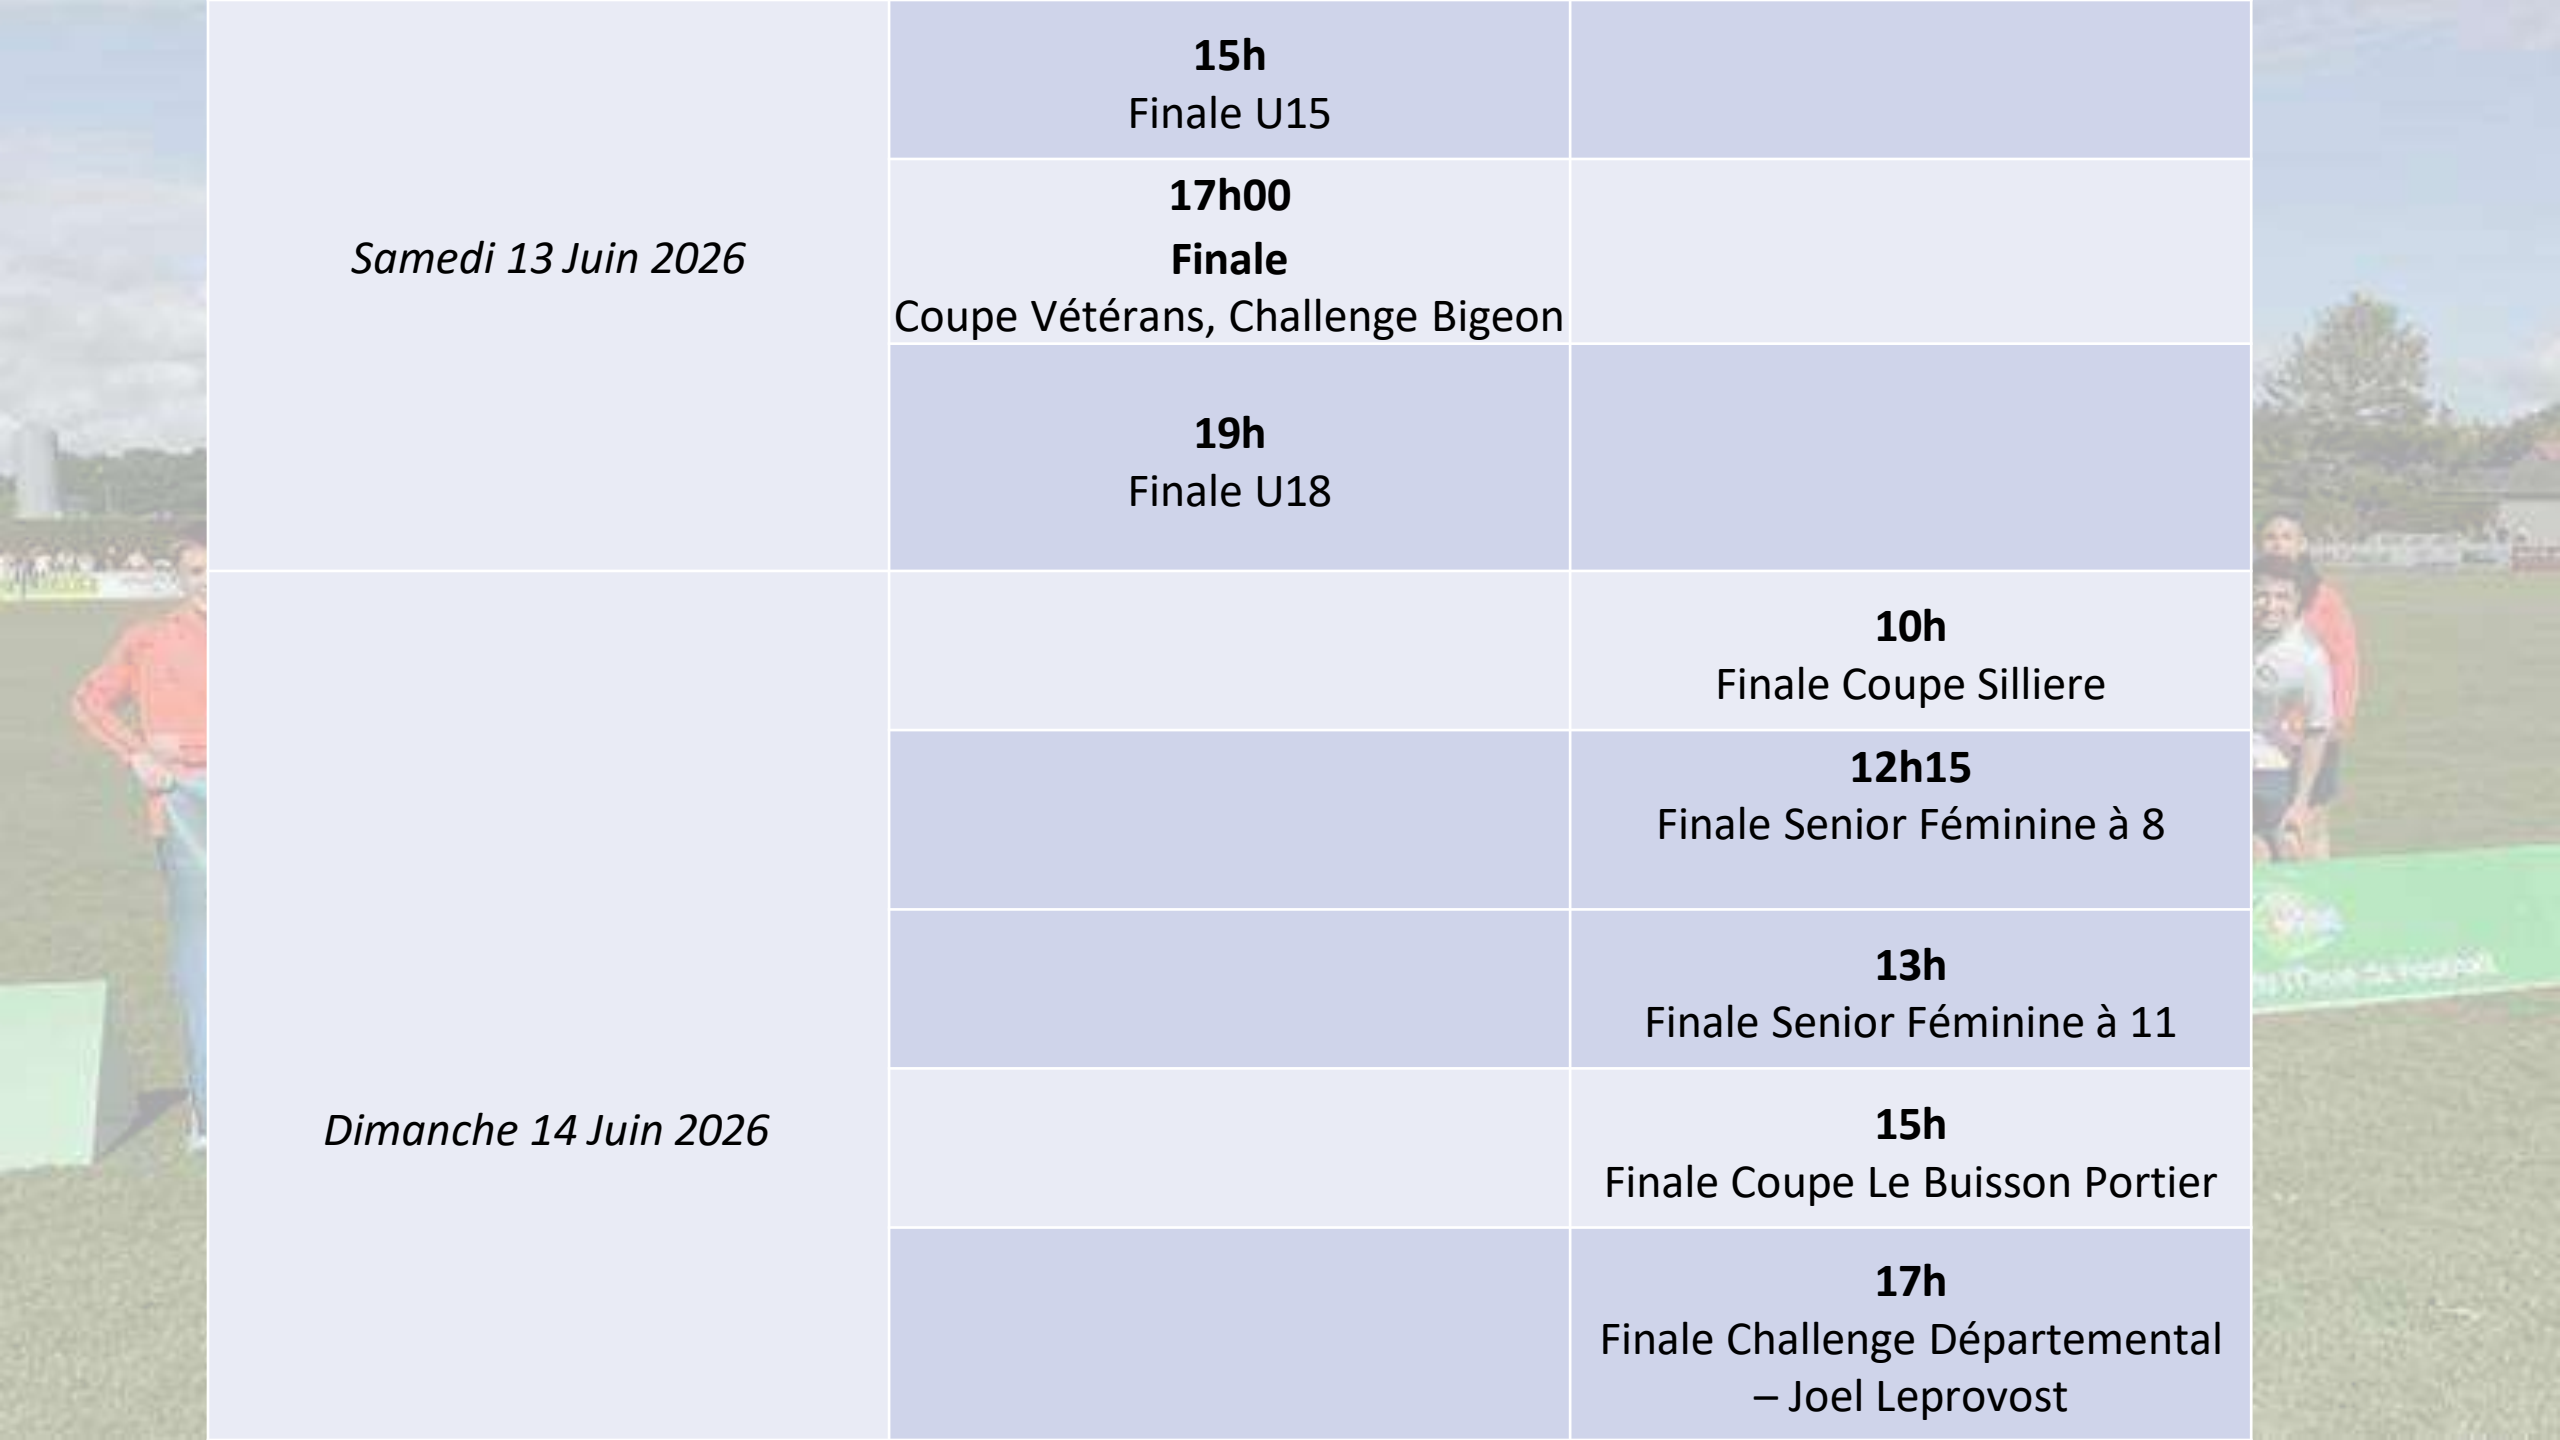 15h
Finale U15
17h00
Finale
Coupe Vétérans, Challenge Bigeon
Samedi 13 Juin 2026
19h
Finale U18
10h
Finale Coupe Silliere
12h15
Finale Senior Féminine à 8
13h
Finale Senior Féminine à 11
Dimanche 14 Juin 2026
15h
Finale Coupe Le Buisson Portier
17h
Finale Challenge Départemental
– Joel Leprovost